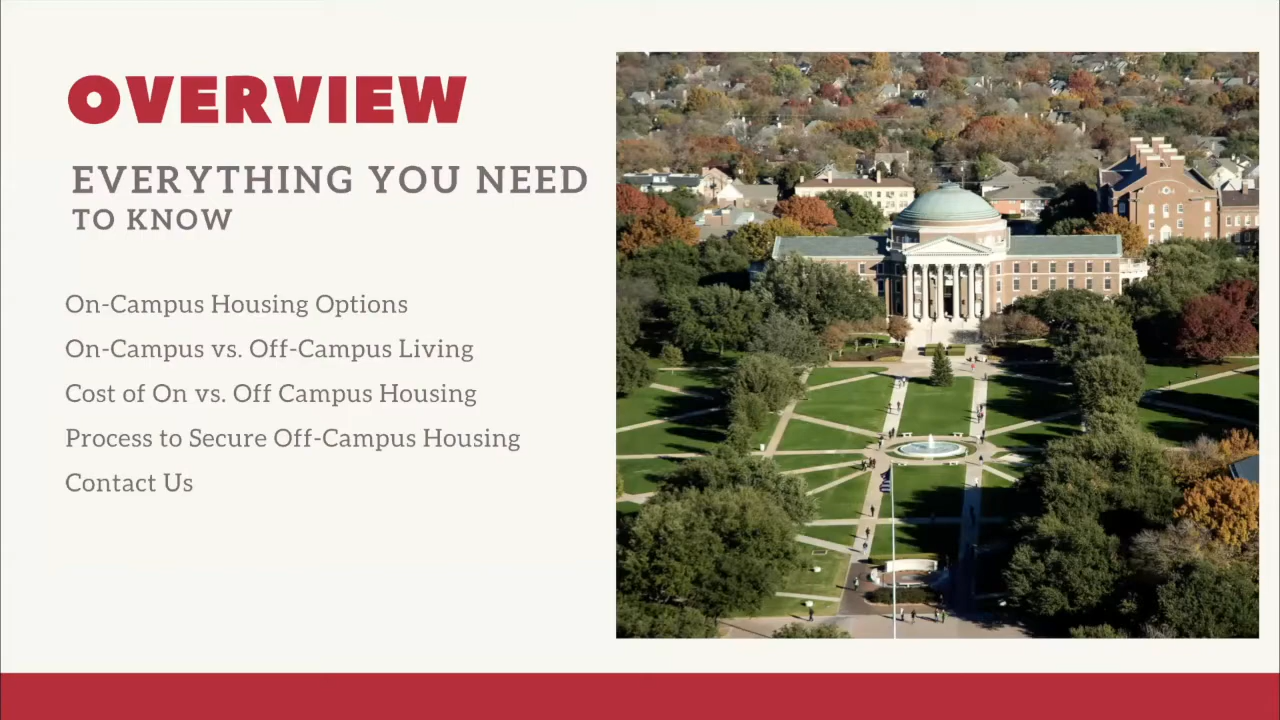 OVERVIEW
EVERYTHING YOU NEED
TO KNOW
On-Campus Housing Options
On-Campus vs. Off-Campus Living
Cost of On vs. Off Campus Housing
Process to Secure Off-Campus Housing
Contact Us